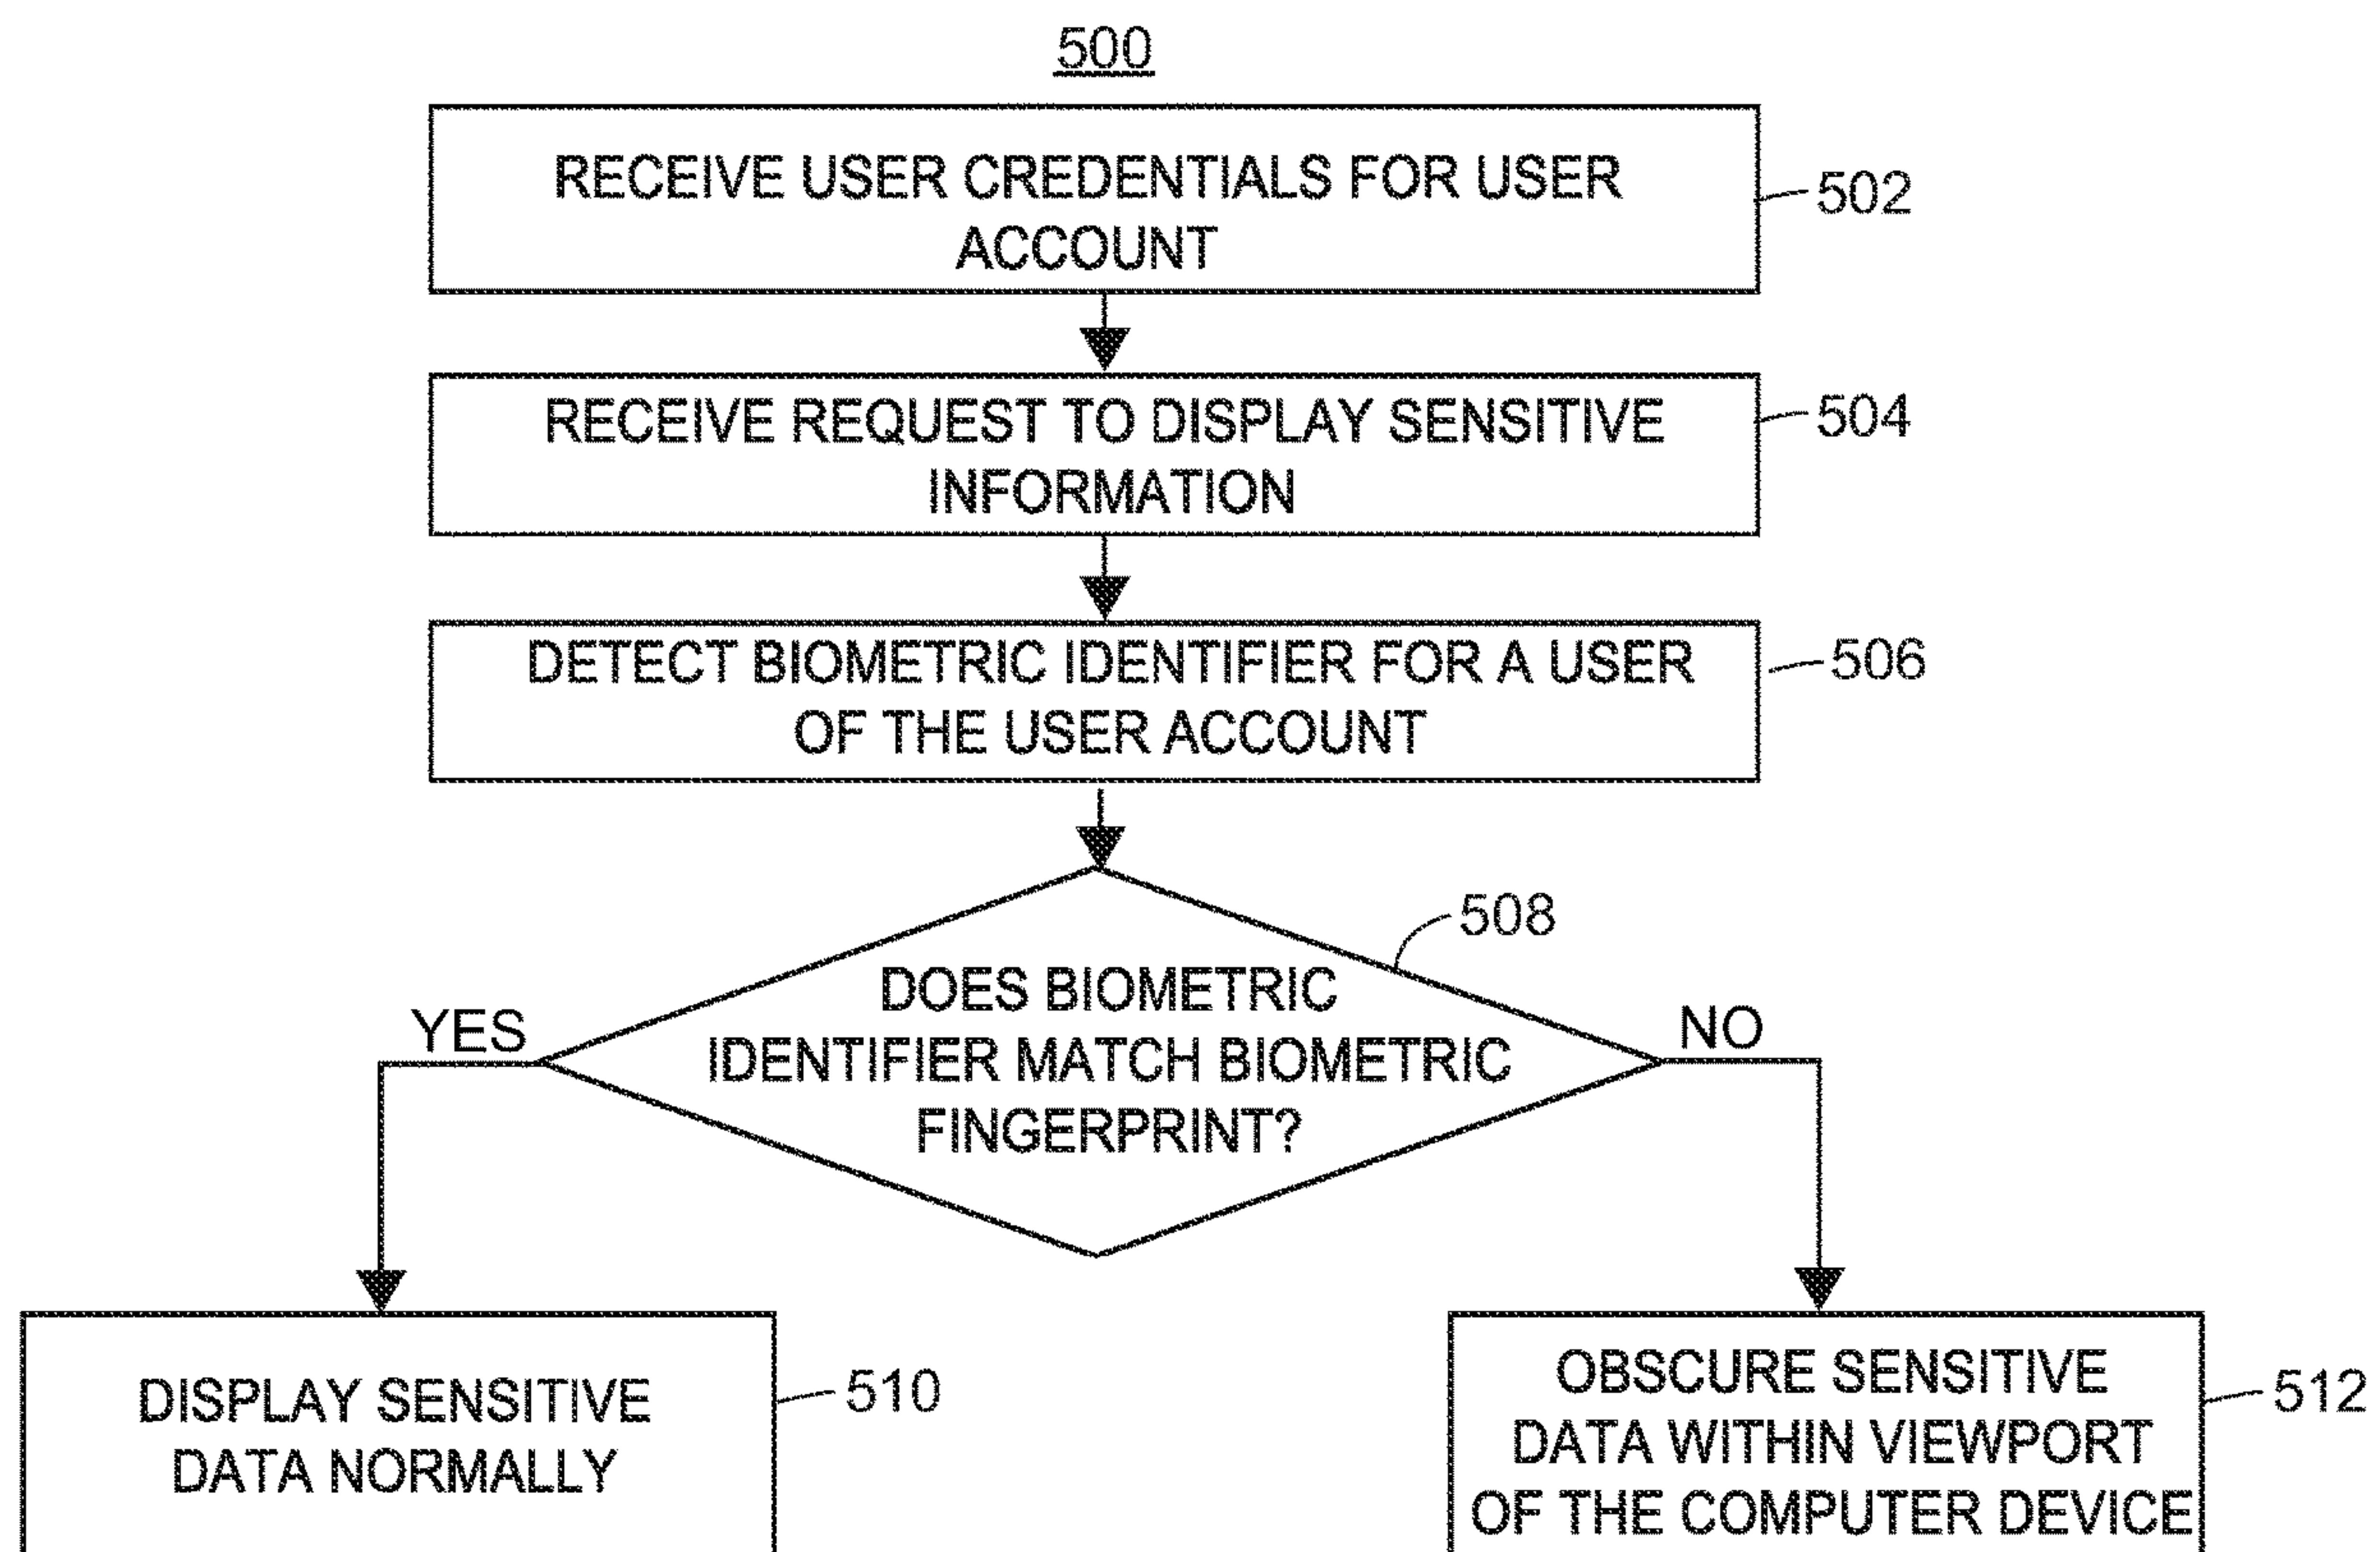 500
RECEIVE USER CREDENTIALS FOR USER
ACCOUNT
502
RECEIVE REQUEST TO DISPLAY SENSITIVE
INFORMATION
504
DETECT BIOMETRIC IDENTIFIER FOR A USER
OF THE USER ACCOUNT
506
508
DOES BIOMETRIC
IDENTIFIER MATCH BIOMETRIC
FINGERPRINT?
YES
NO
DISPLAY SENSITIVE
DATA NORMALLY
510
OBSCURE SENSITIVE
DATA WITHIN VIEWPORT
OF THE COMPUTER DEVICE
512